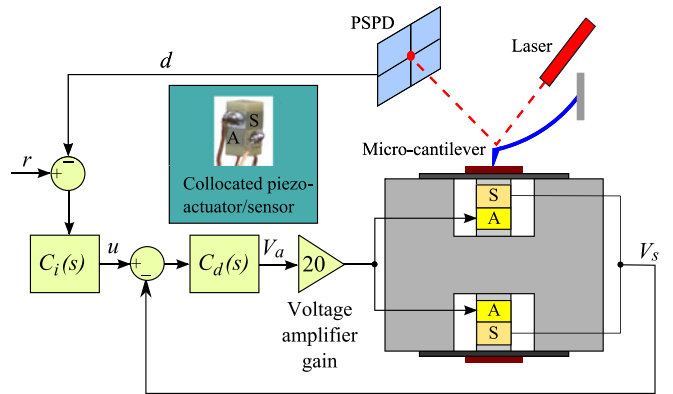 PSPD
Laser
d
A S
Micro-cantilever
Collocated piezo-
actuator/sensor
r
+
−
S
A
C_i(s)
u
+
−
C_d(s)
V_a
20
V_s
Voltage
amplifier
gain
A
S